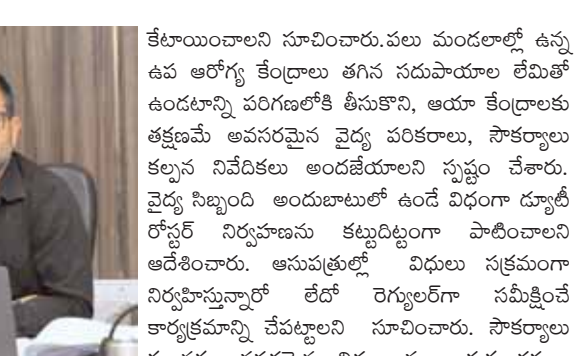 కేటాయించాలని సూచించారు.పలు మండలాల్లో ఉన్న
ఉప ఆరోగ్య కేంద్రాలు తగిన సదుపాయాల లేమితో
ఉండటాన్ని పరిగణలోకి తీసుకొని, ఆయా కేంద్రాలకు
తక్షణమే అవసరమైన వైద్య పరికరాలు, సౌకర్యాలు
కల్పన నివేదికలు అందజేయాలని స్పష్టం చేశారు.
వైద్య సిబ్బంది అందుబాటులో ఉండే విధంగా డ్యూటీ
రోస్టర్ నిర్వహణను కట్టుదిట్టంగా పాటించాలని
ఆదేశించారు. ఆసుపత్రుల్లో విధులు సక్రమంగా
నిర్వహిస్తున్నారో లేదో రెగ్యులర్‌గా సమీక్షించే
కార్యక్రమాన్ని చేపట్టాలని సూచించారు. సౌకర్యాలు